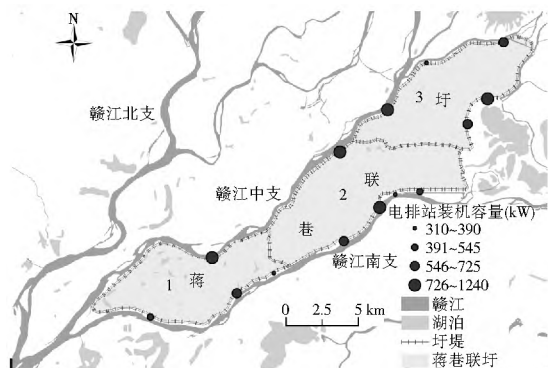 N
赣江北支
赣江中支
赣江南支
3 圩
2 联
巷
1 蒋
电排站装机容量(kW)
310~390
391~545
546~725
726~1240
赣江
湖泊
圩堤
蒋巷联圩
0 2.5 5 km